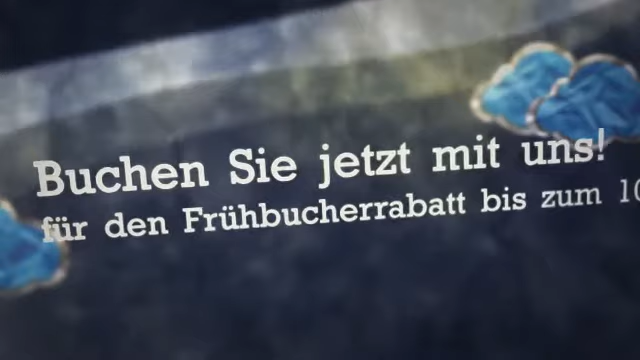 Buchen Sie jetzt mit uns!
für den Frühbucherrabatt bis zum